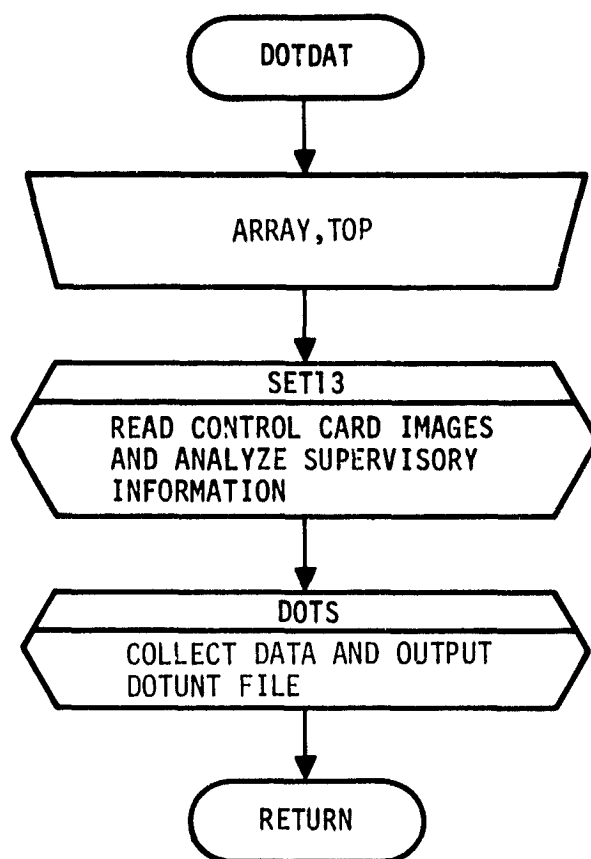 DOTDAT
ARRAY,TOP
SET13
READ CONTROL CARD IMAGES
AND ANALYZE SUPERVISORY
INFORMATION
DOTS
COLLECT DATA AND OUTPUT
DOTUNT FILE
RETURN